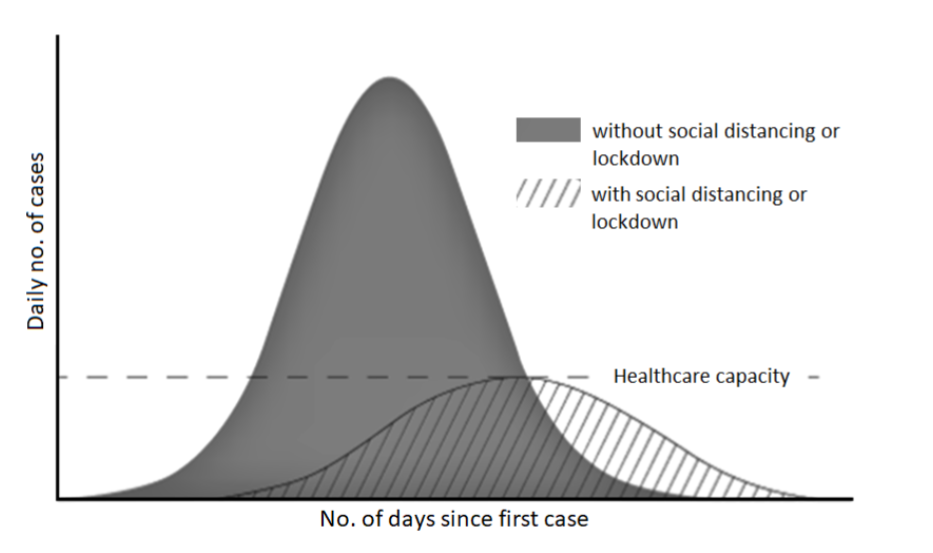 Daily no. of cases
without social distancing or
lockdown
with social distancing or
lockdown
Healthcare capacity
No. of days since first case